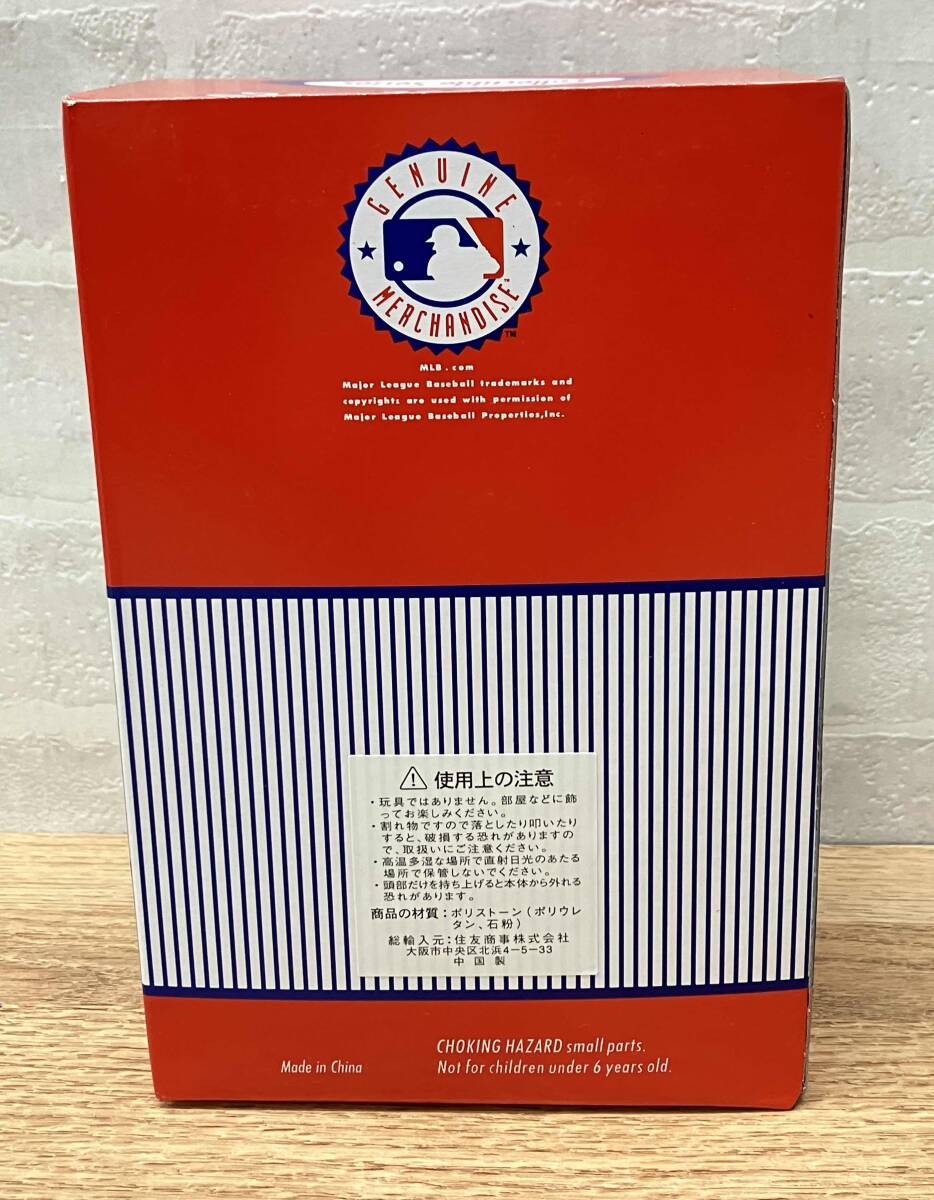 GENUINE
MERCHANDISE™
TM
MLB.com
Major League Baseball trademarks and
copyrights are used with permission of
Major League Baseball Properties,Inc.
使用上の注意
・玩具ではありません。部屋などに飾
ってお楽しみください。
・割れ物ですので落としたり叩いたり
すると、破損する恐れがありますの
で、取扱いにご注意ください。
・高温多湿な場所で直射日光のあたる
場所で保管しないでください。
・頭部だけを持ち上げると本体から外れる
恐れがあります。
商品の材質：ポリストーン（ポリウレ
タン、石粉）
総輸入元：住友商事株式会社
大阪市中央区北浜4-5-33
中国製
CHOKING HAZARD small parts.
Made in China
Not for children under 6 years old.